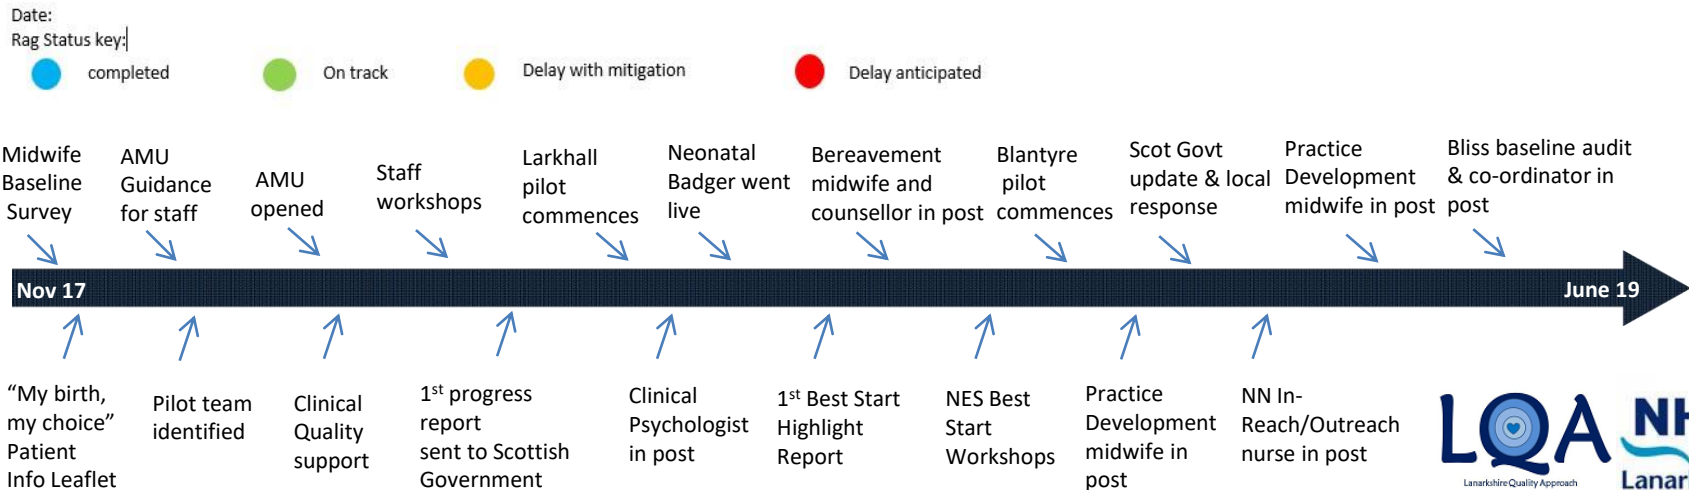 Date:
Rag Status key:
completed
On track
Delay with mitigation
Delay anticipated
Midwife
Baseline
Survey
AMU
Guidance
for staff
AMU
opened
Staff
workshops
Larkhall
pilot
commences
Neonatal
Badger went
live
Bereavement
midwife and
counsellor in post
Blantyre
pilot
commences
Scot Govt
update & local
response
Practice
Development
midwife in post
Bliss baseline audit
& co-ordinator in
post
Nov 17
June 19
“My birth,
my choice”
Patient
Info Leaflet
Pilot team
identified
Clinical
Quality
support
1st progress
report
sent to Scottish
Government
Clinical
Psychologist
in post
1st Best Start
Highlight
Report
NES Best
Start
Workshops
Practice
Development
midwife in
post
NN In-
Reach/Outreach
nurse in post
LQA
Lanarkshire Quality Approach
NH
Lanar